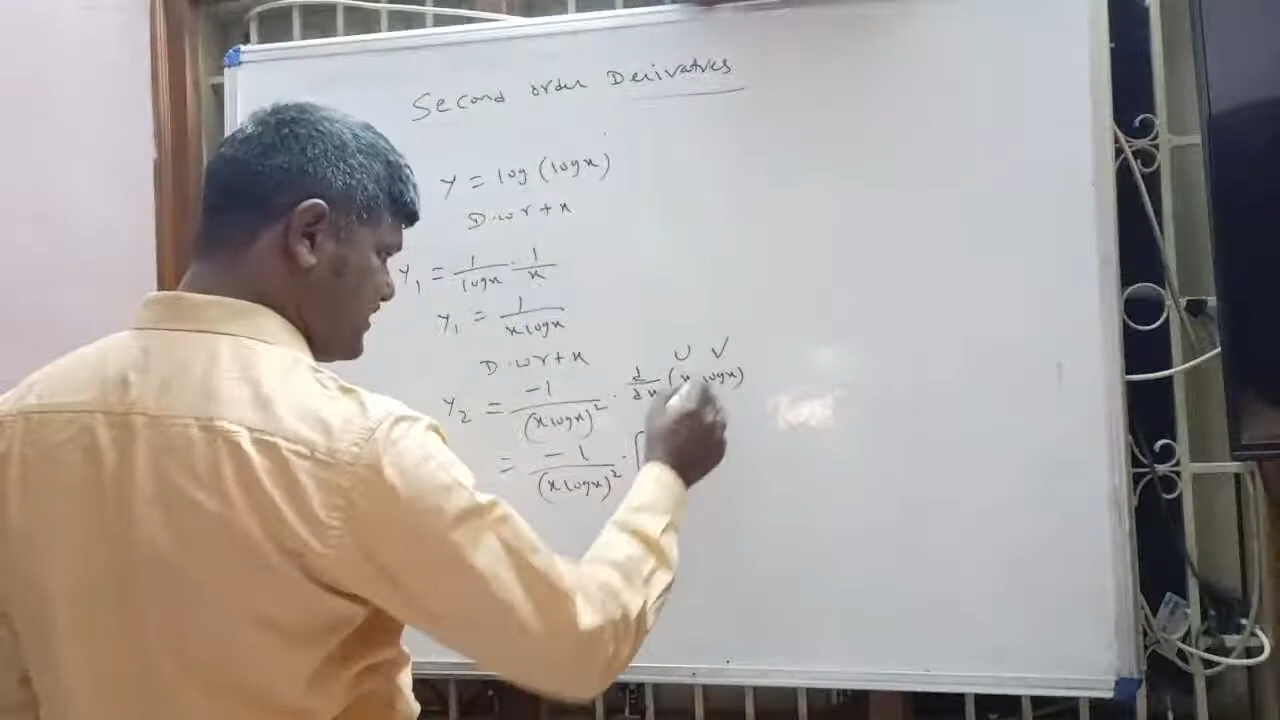 Second order Derivatives
y = log (logx)
D.w r t x
y₁ = 1/logx · 1/x
y₁ = 1/xlogx
D.w r t x
U V
y₂ = -1/(xlogx)² · d/dx (x logx)
= -1/(xlogx)² · [